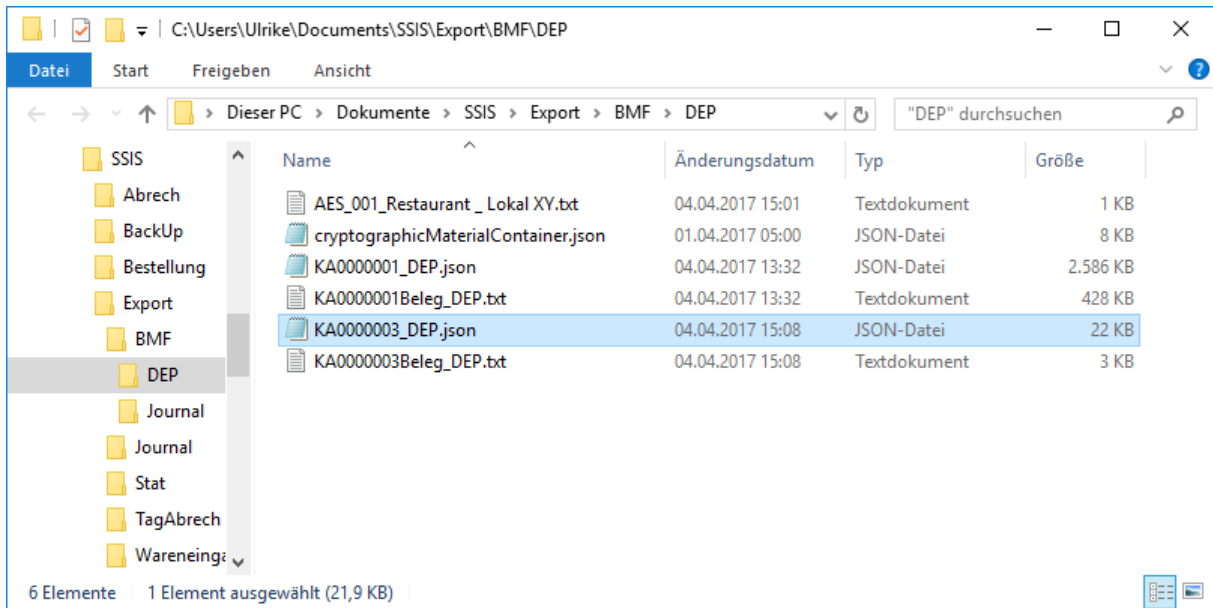 C:\Users\Ulrike\Documents\SSIS\Export\BMF\DEP
Datei Start Freigeben Ansicht
Dieser PC > Dokumente > SSIS > Export > BMF > DEP "DEP" durchsuchen
SSIS
Abrech
BackUp
Bestellung
Export
BMF
DEP
Journal
Journal
Stat
TagAbrech
Wareneinga
Name Änderungsdatum Typ Größe
AES_001_Restaurant _ Lokal XY.txt 04.04.2017 15:01 Textdokument 1 KB
cryptographicMaterialContainer.json 01.04.2017 05:00 JSON-Datei 8 KB
KA0000001_DEP.json 04.04.2017 13:32 JSON-Datei 2.586 KB
KA0000001Beleg_DEP.txt 04.04.2017 13:32 Textdokument 428 KB
KA0000003_DEP.json 04.04.2017 15:08 JSON-Datei 22 KB
KA0000003Beleg_DEP.txt 04.04.2017 15:08 Textdokument 3 KB
6 Elemente 1 Element ausgewählt (21,9 KB)